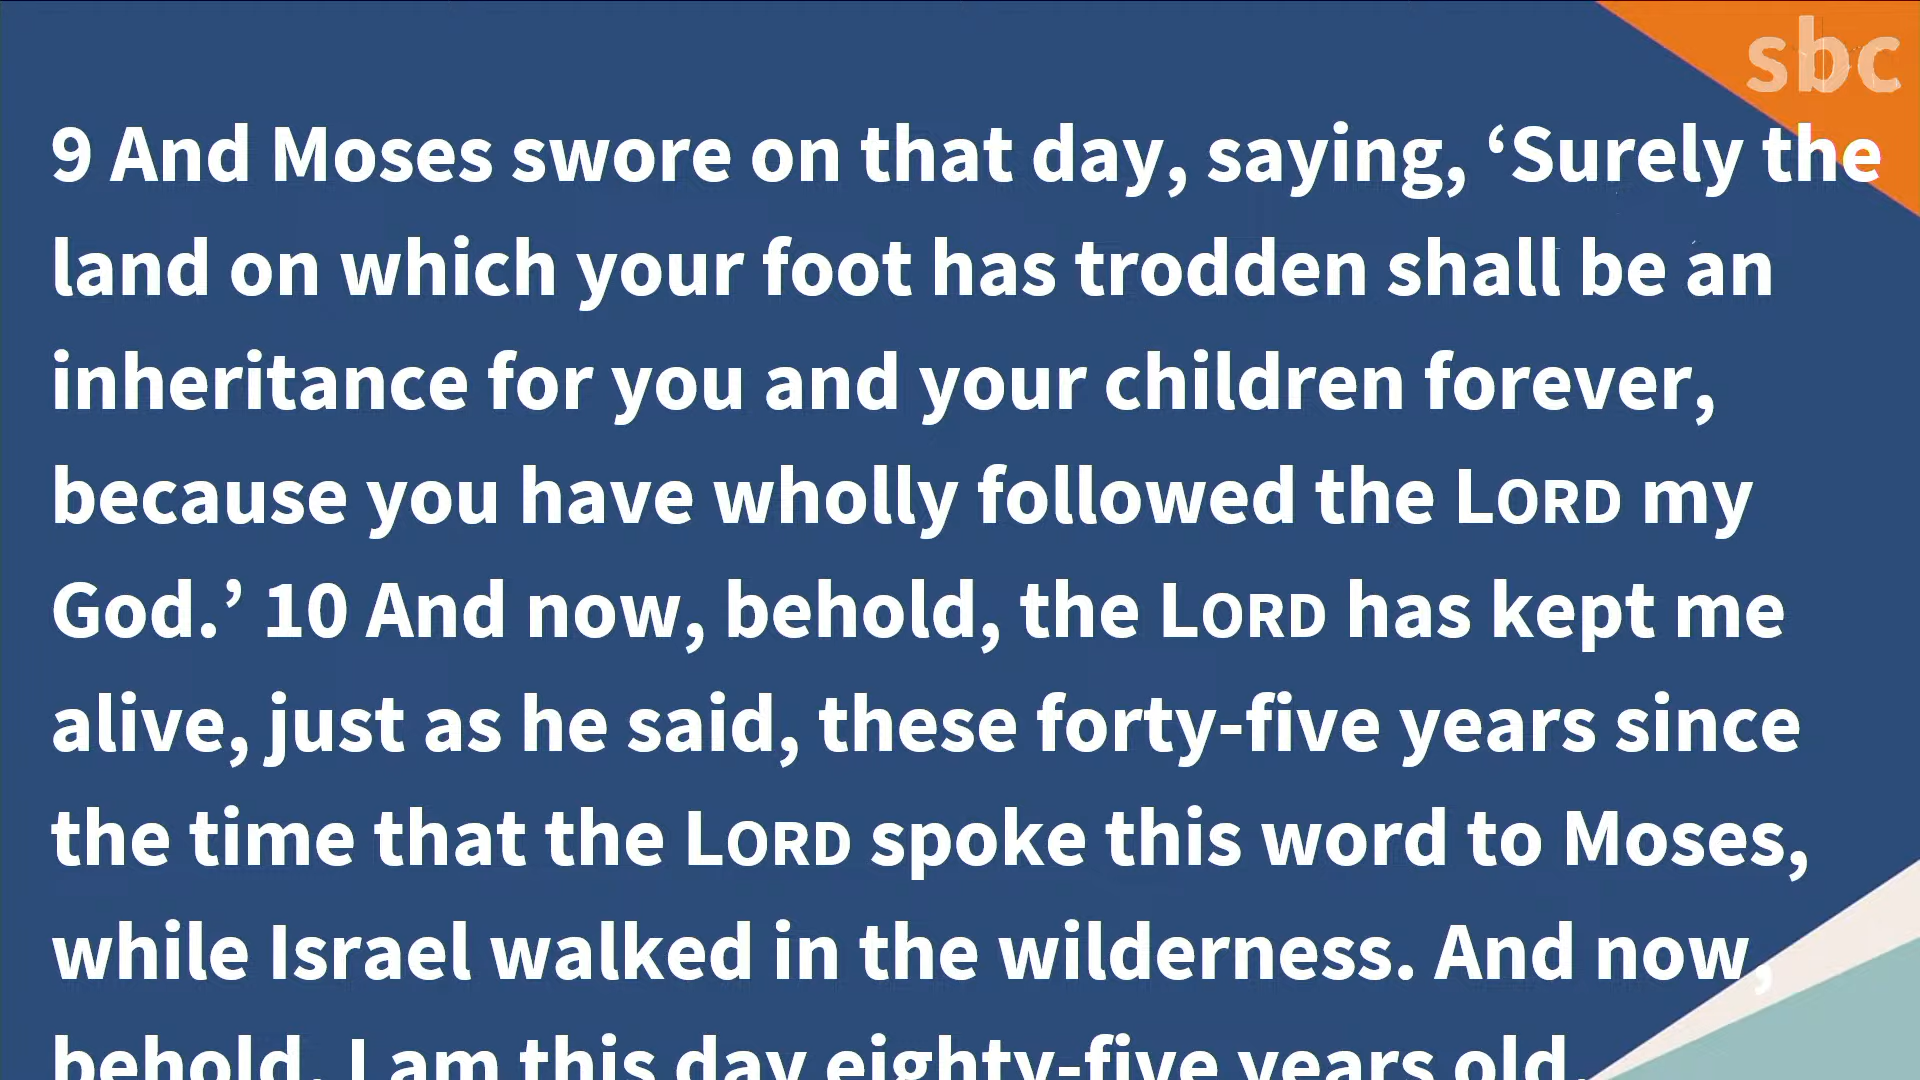 sbc
9 And Moses swore on that day, saying, ‘Surely the
land on which your foot has trodden shall be an
inheritance for you and your children forever,
because you have wholly followed the LORD my
God.’ 10 And now, behold, the LORD has kept me
alive, just as he said, these forty-five years since
the time that the LORD spoke this word to Moses,
while Israel walked in the wilderness. And now,
behold, I am this day eighty-five years old.